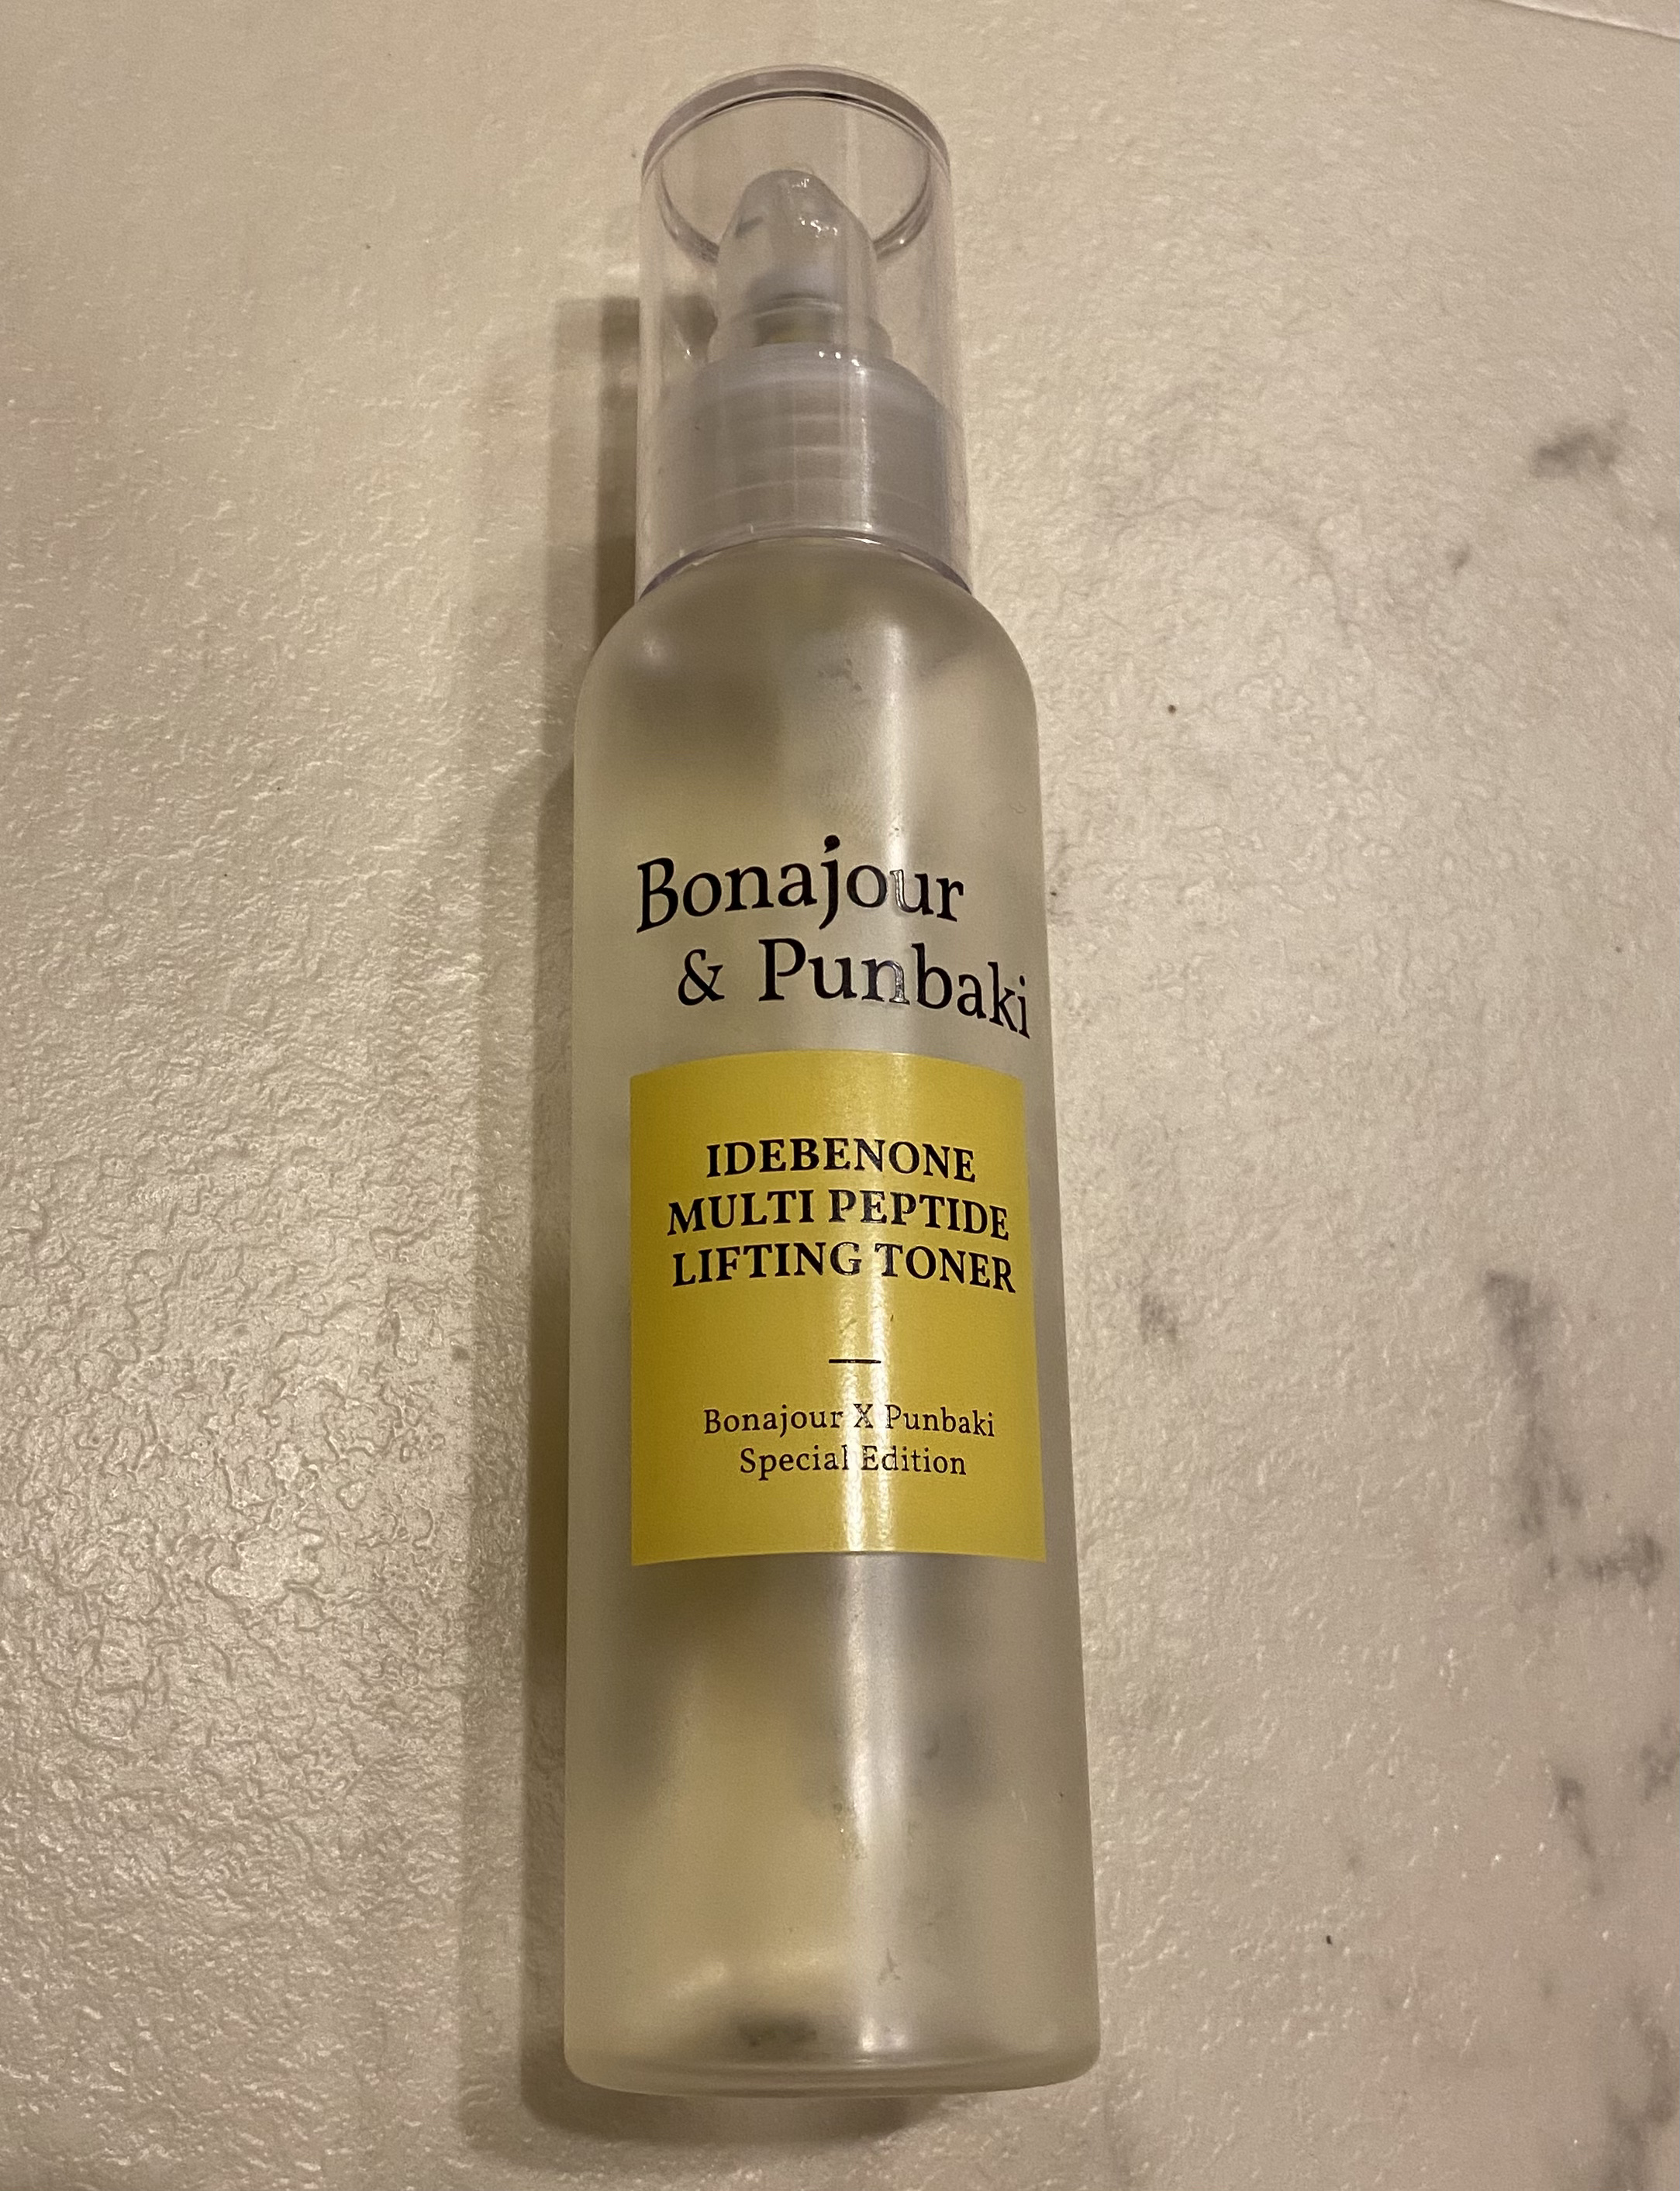 Bonajour
& Punbaki
IDEBENONE
MULTI PEPTIDE
LIFTING TONER
Bonajour X Punbaki
Special Edition